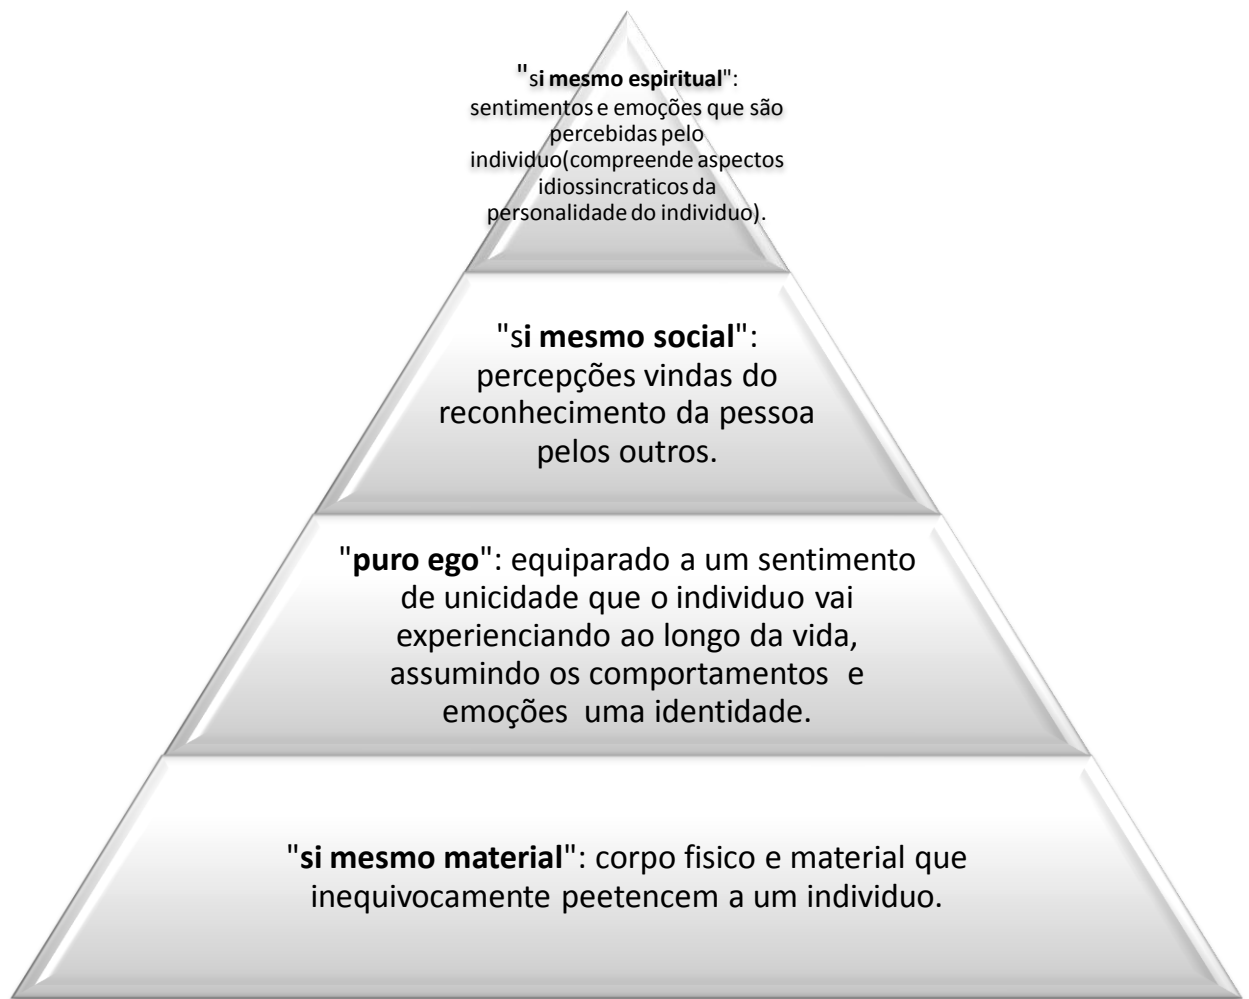 "si mesmo espiritual":
sentimentos e emoções que são
percebidas pelo
individuo(compreende aspectos
idiossincraticos da
personalidade do individuo).
"si mesmo social":
percepções vindas do
reconhecimento da pessoa
pelos outros.
"puro ego": equiparado a um sentimento
de unicidade que o individuo vai
experienciando ao longo da vida,
assumindo os comportamentos  e
emoções  uma identidade.
"si mesmo material": corpo fisico e material que
inequivocamente peetencem a um individuo.